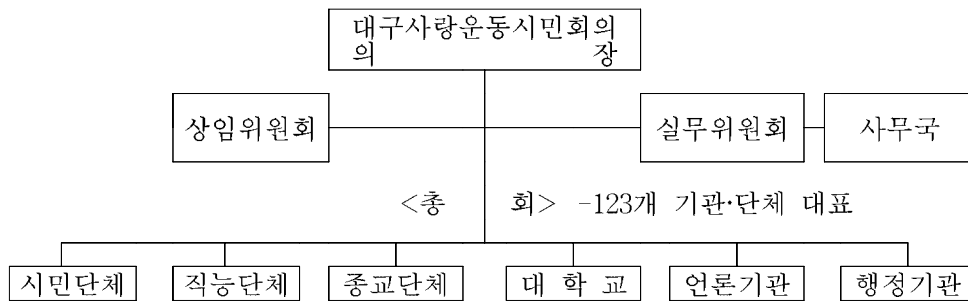 대구사랑운동시민회의
의 장
상임위원회
실무위원회
사무국
<총 회> -123개 기관·단체 대표
시민단체
직능단체
종교단체
대 학 교
언론기관
행정기관